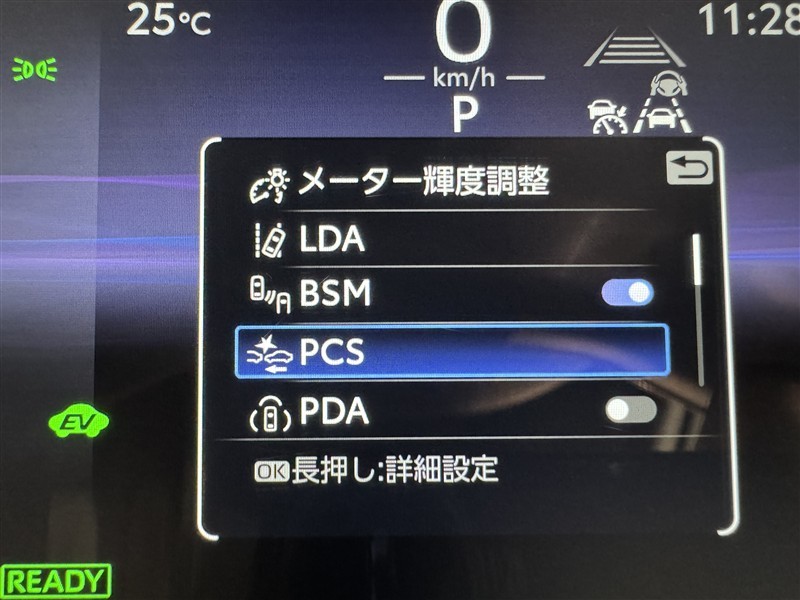 25℃
0
11:28
km/h
P
メーター輝度調整
LDA
BSM
PCS
PDA
EV
OK長押し:詳細設定
READY